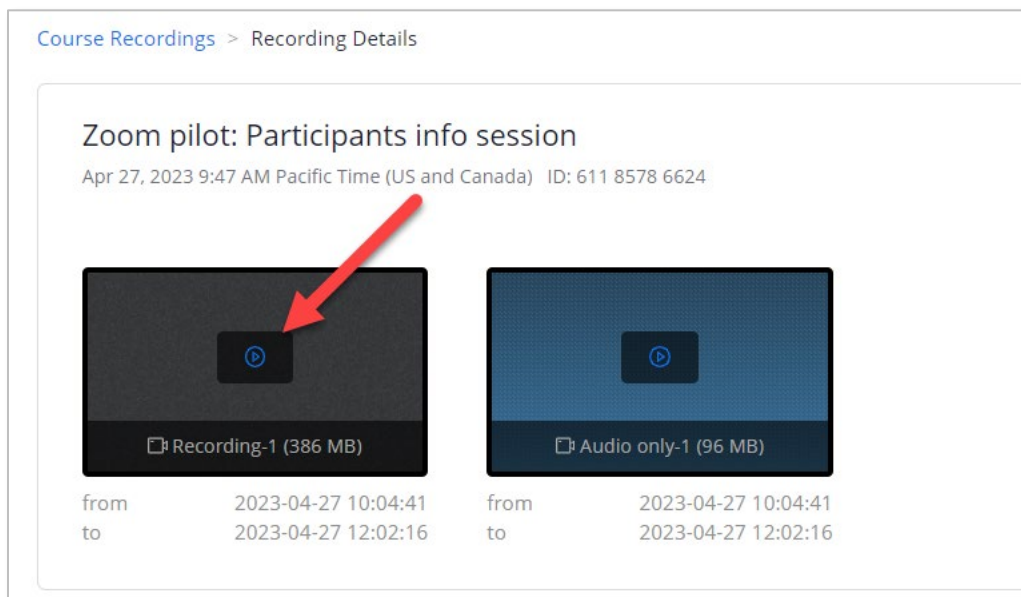 Course Recordings > Recording Details
Zoom pilot: Participants info session
Apr 27, 2023 9:47 AM Pacific Time (US and Canada) ID: 611 8578 6624
Recording-1 (386 MB)
Audio only-1 (96 MB)
from 2023-04-27 10:04:41
to 2023-04-27 12:02:16
from 2023-04-27 10:04:41
to 2023-04-27 12:02:16